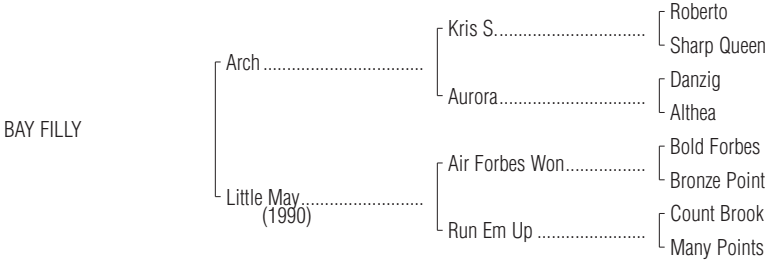 Roberto
Kris S..............................
Sharp Queen
Arch .................................
Danzig
Aurora...............................
Althea
BAY FILLY
Bold Forbes
Air Forbes Won.................
Bronze Point
Little May.........................
(1990)
Count Brook
Run Em Up .......................
Many Points